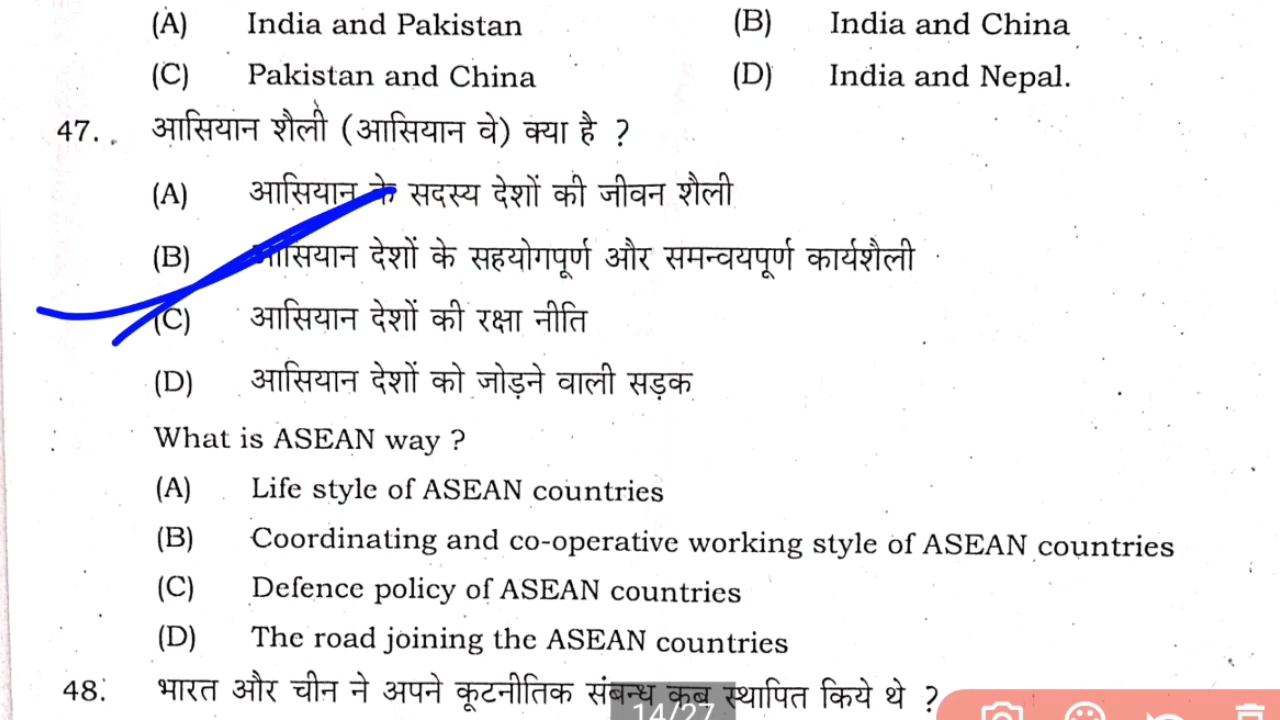 (A) India and Pakistan (B) India and China
(C) Pakistan and China (D) India and Nepal.
47. आसियान शैली (आसियान वे) क्या है ?
(A) आसियान के सदस्य देशों की जीवन शैली
(B) आसियान देशों के सहयोगपूर्ण और समन्वयपूर्ण कार्यशैली
(C) आसियान देशों की रक्षा नीति
(D) आसियान देशों को जोड़ने वाली सड़क
What is ASEAN way ?
(A) Life style of ASEAN countries
(B) Coordinating and co-operative working style of ASEAN countries
(C) Defence policy of ASEAN countries
(D) The road joining the ASEAN countries
48. भारत और चीन ने अपने कूटनीतिक संबन्ध कब स्थापित किये थे ?
14/27